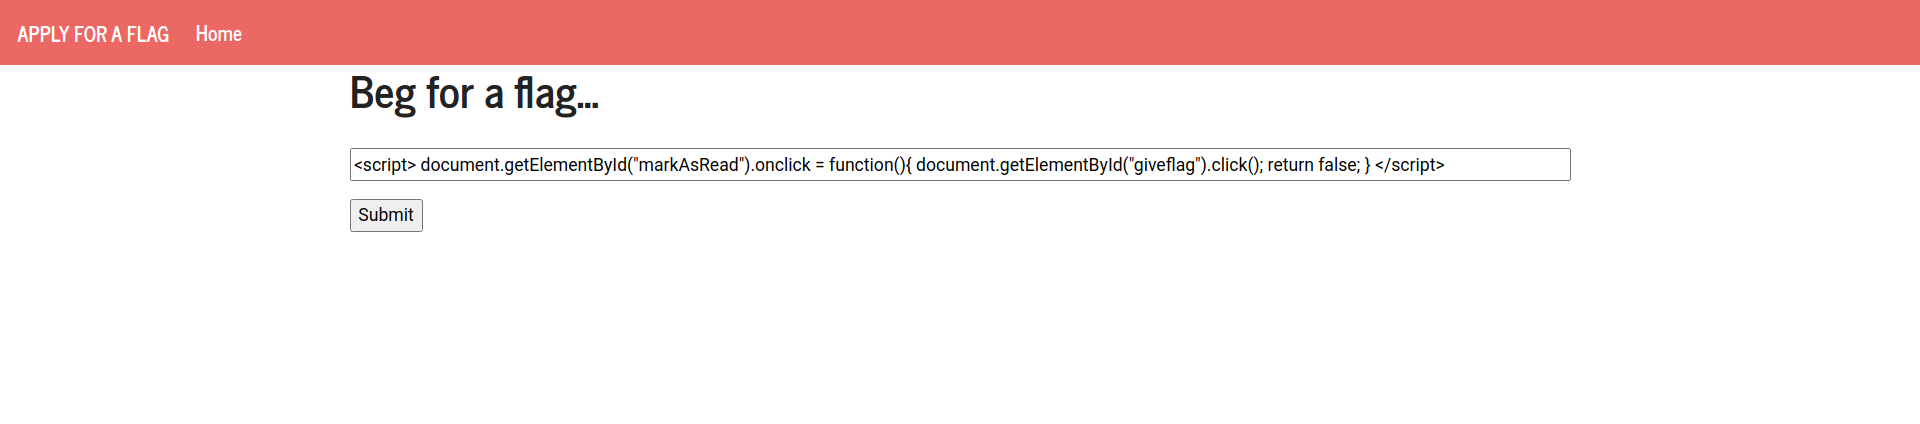 APPLY FOR A FLAG Home
Beg for a flag...
<script> document.getElementById("markAsRead").onclick = function(){ document.getElementById("giveflag").click(); return false; } </script>
Submit